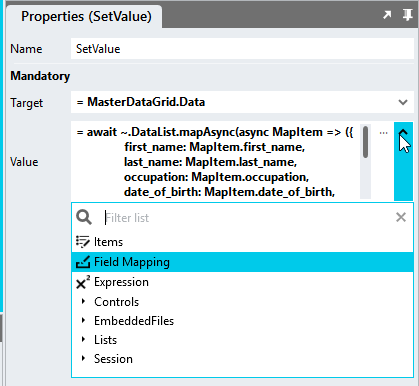 Properties (SetValue)
Name SetValue
Mandatory
Target = MasterDataGrid.Data
Value = await ~.DataList.mapAsync(async MapItem => ({ ...
first_name: MapItem.first_name,
last_name: MapItem.last_name,
occupation: MapItem.occupation,
date_of_birth: MapItem.date_of_birth,
Filter list
Items
Field Mapping
x² Expression
Controls
EmbeddedFiles
Lists
Session